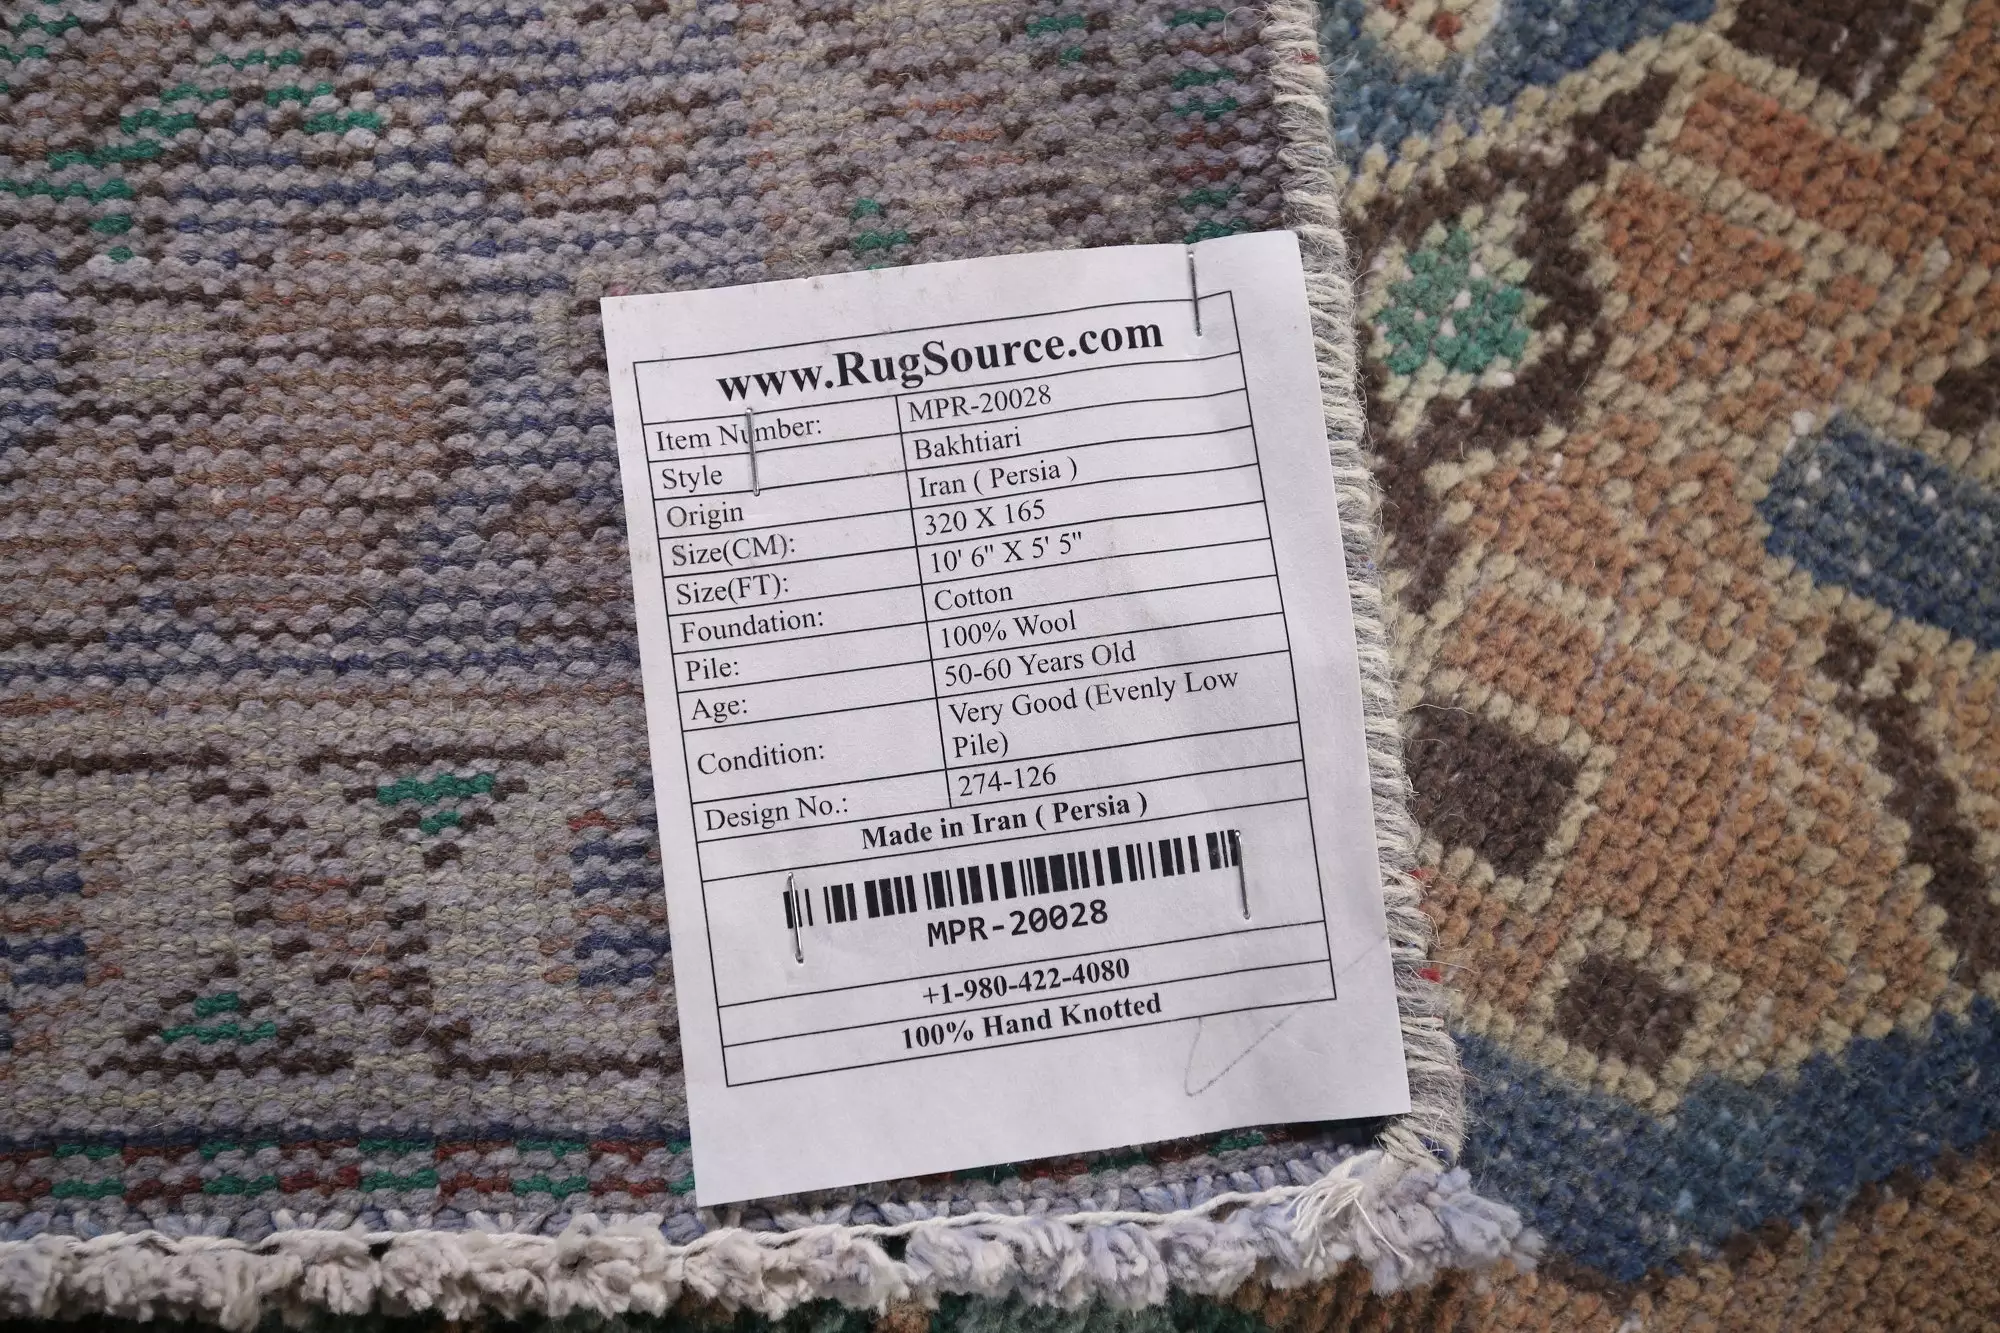 www.RugSource.com
Item Number: MPR-20028
Style Bakhtiari
Origin Iran ( Persia )
Size(CM): 320 X 165
Size(FT): 10' 6" X 5' 5"
Foundation: Cotton
Pile: 100% Wool
Age: 50-60 Years Old
Condition: Very Good (Evenly Low
Pile)
Design No.: 274-126
Made in Iran ( Persia )
MPR-20028
+1-980-422-4080
100% Hand Knotted